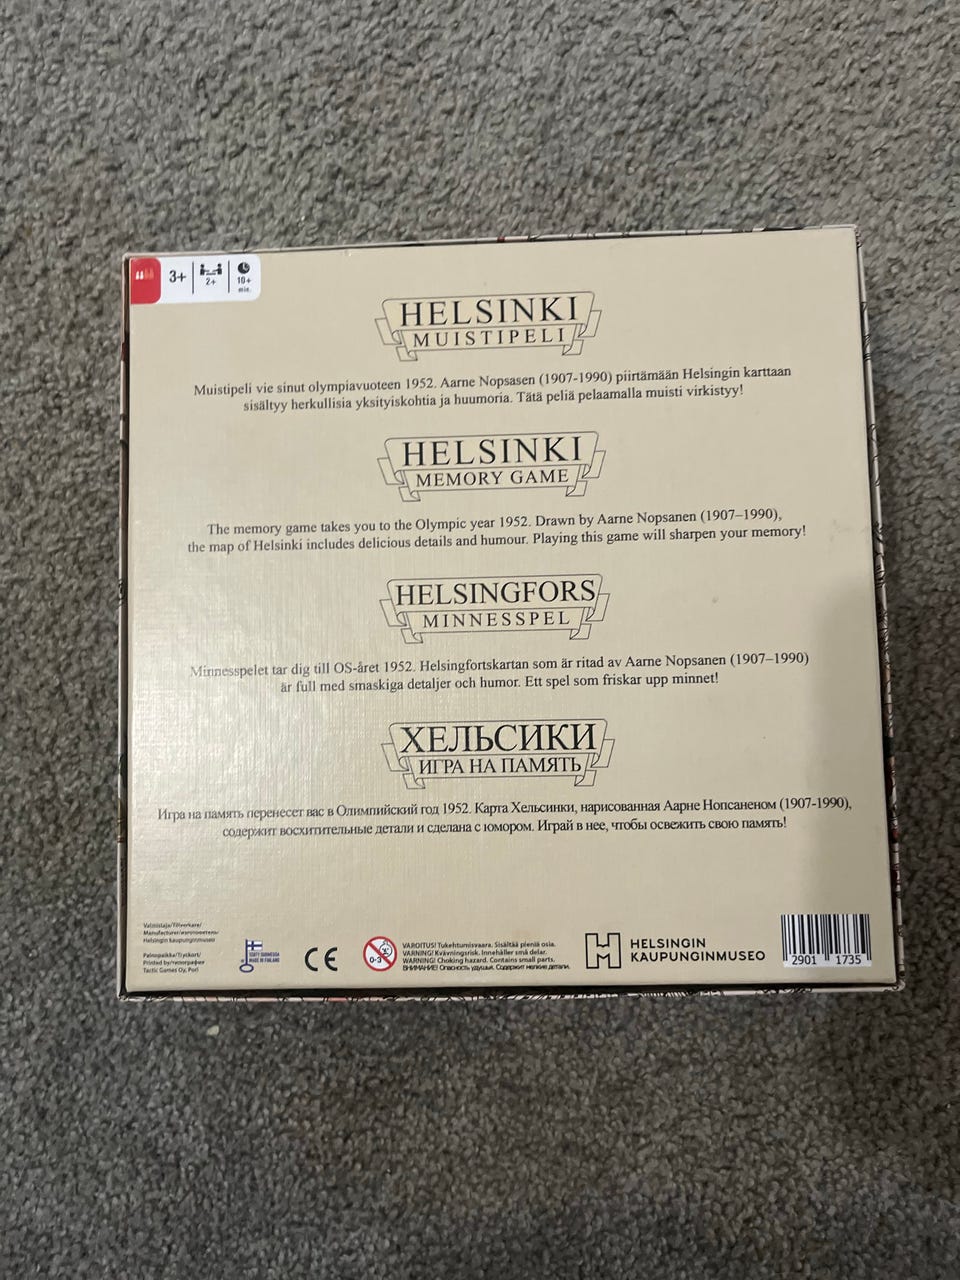 3+
2+
10+
min.
HELSINKI
MUISTIPELI
Muistipeli vie sinut olympiavuoteen 1952. Aarne Nopsasen (1907-1990) piirtämään Helsingin karttaan
sisältyy herkullisia yksityiskohtia ja huumoria. Tätä peliä pelaamalla muisti virkistyy!
HELSINKI
MEMORY GAME
The memory game takes you to the Olympic year 1952. Drawn by Aarne Nopsanen (1907–1990),
the map of Helsinki includes delicious details and humour. Playing this game will sharpen your memory!
HELSINGFORS
MINNESSPEL
Minnesspelet tar dig till OS-året 1952. Helsingfortskartan som är ritad av Aarne Nopsanen (1907–1990)
är full med smaskiga detaljer och humor. Ett spel som friskar upp minnet!
ХЕЛЬСИКИ
ИГРА НА ПАМЯТЬ
Игра на память перенесет вас в Олимпийский год 1952. Карта Хельсинки, нарисованная Аарне Нопсаненом (1907-1990),
содержит восхитительные детали и сделана с юмором. Играй в нее, чтобы освежить свою память!
Valmistaja/Tillverkare/
Manufacturer/изготовитель/
Helsingin kaupunginmuseo
Painopaikka/Tryckort/
Printed by/
Tactic Games Oy, Pori
MADE IN FINLAND
CE
0-3
VAROITUS! Tukehtumisvaara. Sisältää pieniä osia.
VARNING! Kvävningsrisk. Innehåller små delar.
WARNING! Choking hazard. Contains small parts.
ВНИМАНИЕ! Опасность удушья. Содержит мелкие детали.
HELSINGIN
KAUPUNGINMUSEO
2901 1735